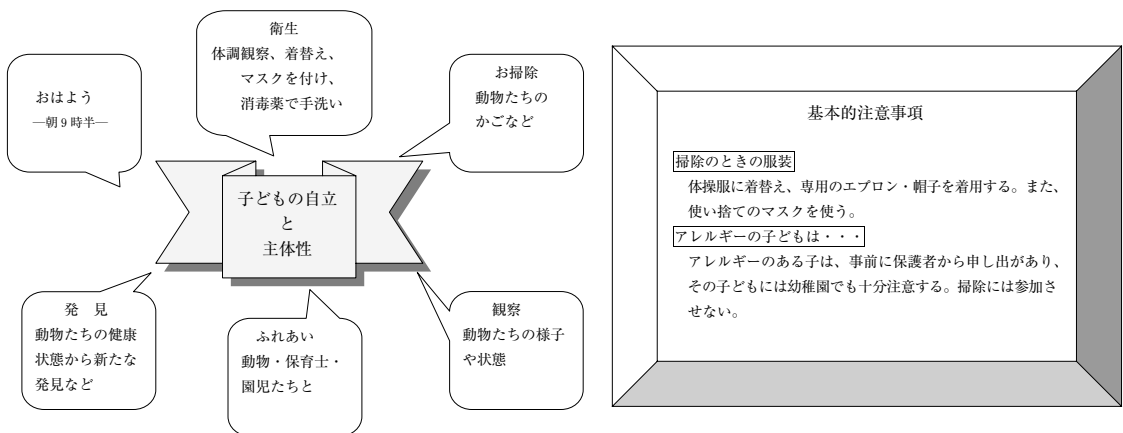 おはよう
―朝9時半―
衛生
体調観察、着替え、
マスクを付け、
消毒薬で手洗い
お掃除
動物たちの
かごなど
子どもの自立
と
主体性
発　見
動物たちの健康
状態から新たな
発見など
ふれあい
動物・保育士・
園児たちと
観察
動物たちの様子
や状態
基本的注意事項
掃除のときの服装
体操服に着替え、専用のエプロン・帽子を着用する。また、
使い捨てのマスクを使う。
アレルギーの子どもは・・・
アレルギーのある子は、事前に保護者から申し出があり、
その子どもには幼稚園でも十分注意する。掃除には参加さ
せない。